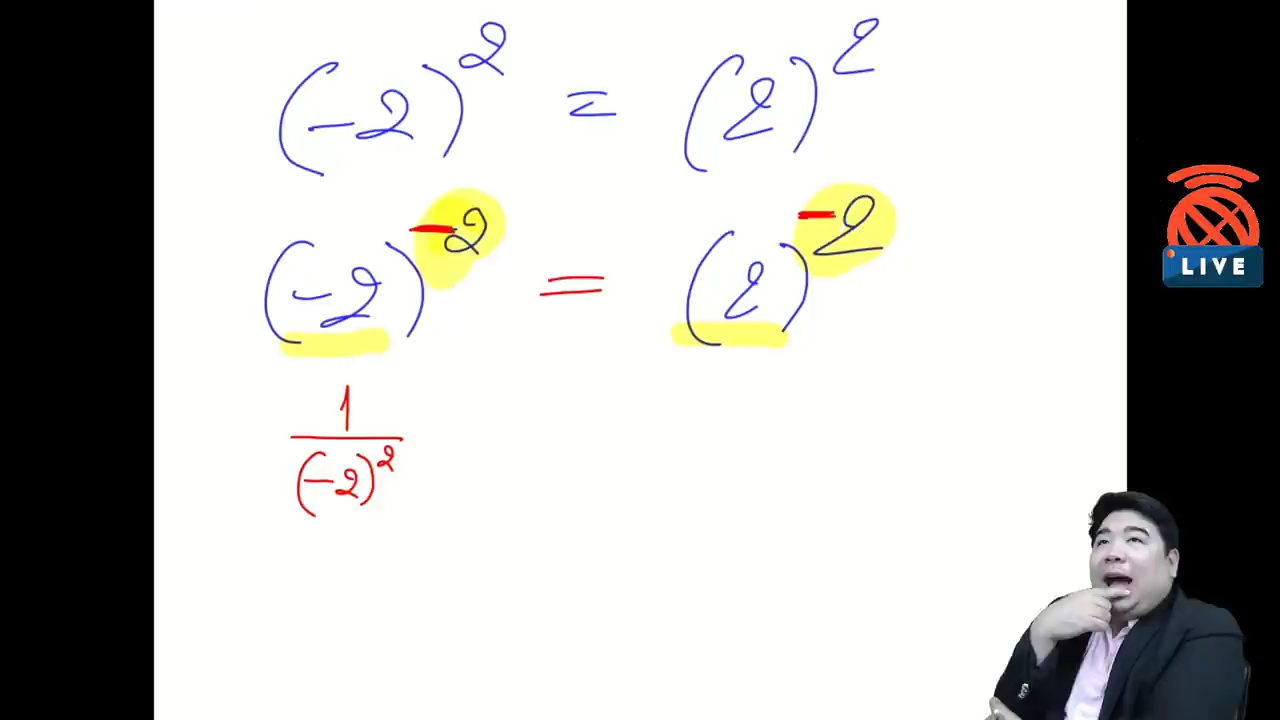 (-2)² = (2)²
(-2)⁻² = (2)⁻²
1
(-2)²
LIVE